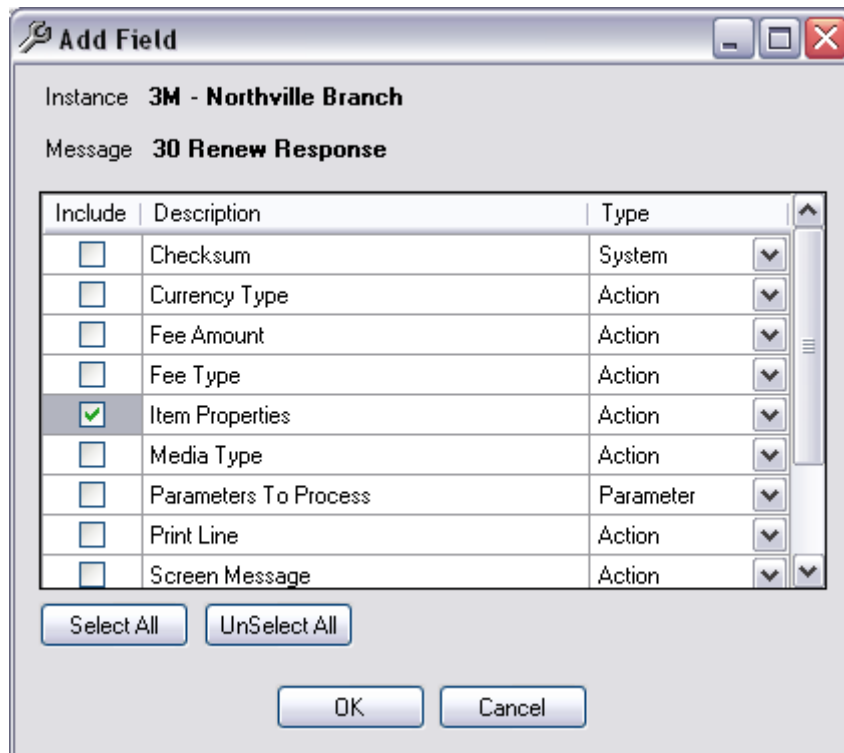 Add Field
Instance 3M - Northville Branch
Message 30 Renew Response
Include Description Type
Checksum System
Currency Type Action
Fee Amount Action
Fee Type Action
Item Properties Action
Media Type Action
Parameters To Process Parameter
Print Line Action
Screen Message Action
Select All UnSelect All
OK Cancel